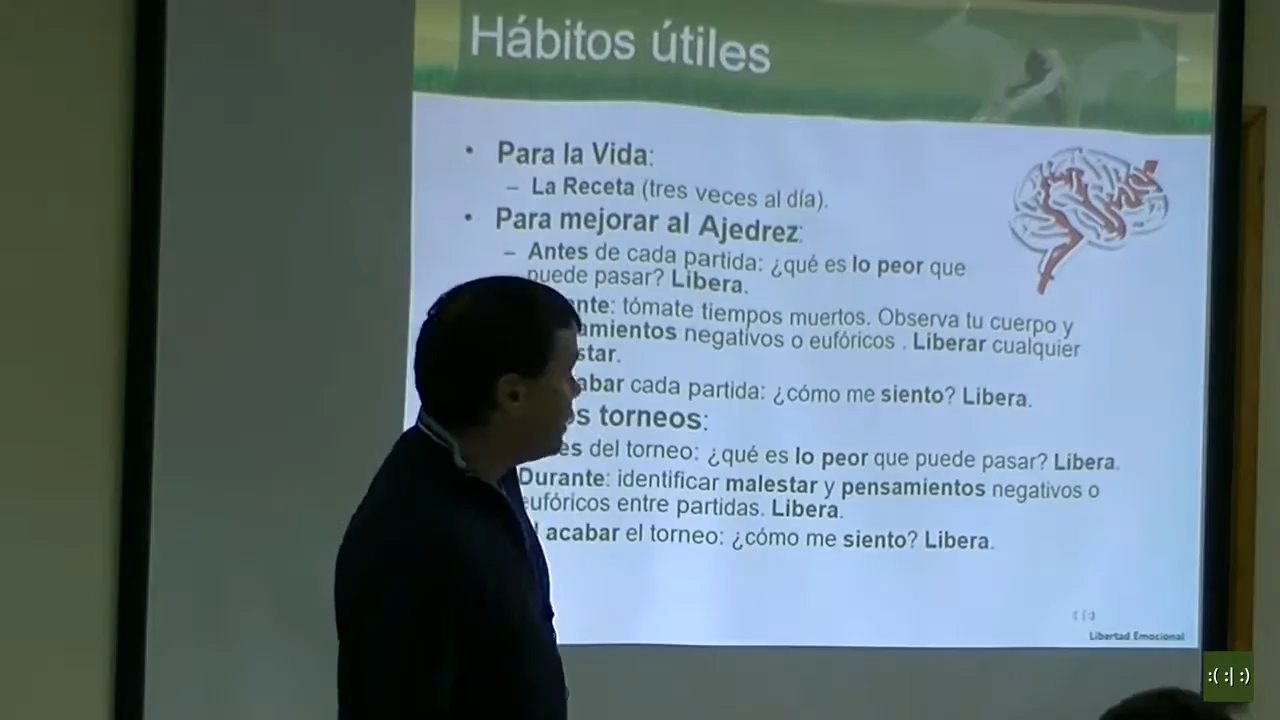 Hábitos útiles
• Para la Vida:
– La Receta (tres veces al día).
• Para mejorar al Ajedrez:
– Antes de cada partida: ¿qué es lo peor que
puede pasar? Libera.
nte: tómate tiempos muertos. Observa tu cuerpo y
amientos negativos o eufóricos . Liberar cualquier
star.
abar cada partida: ¿cómo me siento? Libera.
os torneos:
es del torneo: ¿qué es lo peor que puede pasar? Libera.
Durante: identificar malestar y pensamientos negativos o
eufóricos entre partidas. Libera.
l acabar el torneo: ¿cómo me siento? Libera.
Libertad Emocional
:( :| :)